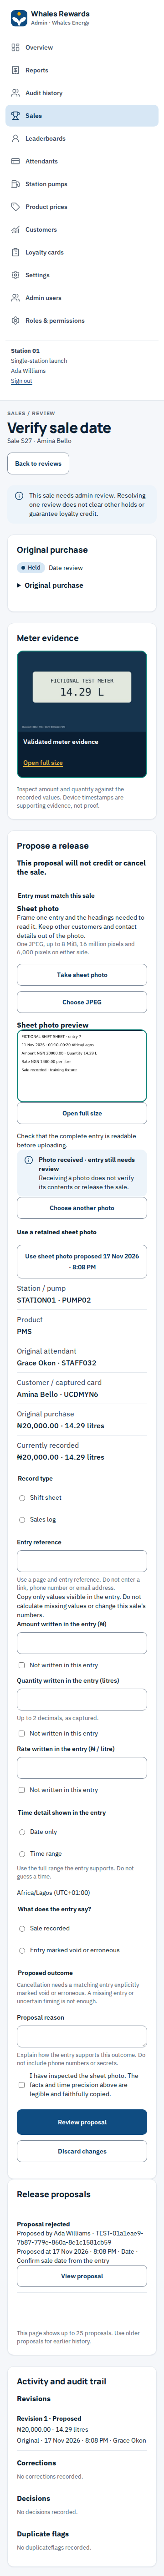 Whales Rewards
Admin · Whales Energy
Overview
Reports
Audit history
Sales
Leaderboards
Attendants
Station pumps
Product prices
Customers
Loyalty cards
Settings
Admin users
Roles & permissions
Station 01
Single-station launch
Ada Williams
Sign out
SALES / REVIEW
Verify sale date
Sale 527 · Amina Bello
Back to reviews
This sale needs admin review. Resolving
one review does not clear other holds or
guarantee loyalty credit.
Original purchase
Held
Date review
Original purchase
Meter evidence
FICTIONAL TEST METER
14.29 L
Validated meter evidence
Open full size
Inspect amount and quantity against the
recorded values. Device timestamps are
supporting evidence, not proof.
Propose a release
This proposal will not credit or cancel
the sale.
Entry must match this sale
Sheet photo
Frame one entry and the headings needed to
read it. Keep other customers and contact
details out of the photo.
One JPEG, up to 8 MiB, 16 million pixels and
6,000 pixels on either side.
Take sheet photo
Choose JPEG
Sheet photo preview
Open full size
Check that the complete entry is readable
before uploading.
Photo received · entry still needs
review
Receiving a photo does not verify
its contents or release the sale.
Choose another photo
Use a retained sheet photo
Use sheet photo proposed 17 Nov 2026
· 8:08 PM
Station / pump
STATION01 · PUMP02
Product
PMS
Original attendant
Grace Okon · STAFF032
Customer / captured card
Amina Bello · UCDMYN6
Original purchase
₦20,000.00 · 14.29 litres
Currently recorded
₦20,000.00 · 14.29 litres
Record type
Shift sheet
Sales log
Entry reference
Use a page and entry reference. Do not enter a
link, phone number or email address.
Copy only values visible in the entry. Do not
calculate missing values or change this sale's
numbers.
Amount written in the entry (₦)
Not written in this entry
Quantity written in the entry (litres)
Up to 2 decimals, as captured.
Not written in this entry
Rate written in the entry (₦ / litre)
Not written in this entry
Time detail shown in the entry
Date only
Time range
Use the full range the entry supports. Do not
guess a time.
Africa/Lagos (UTC+01:00)
What does the entry say?
Sale recorded
Entry marked void or erroneous
Proposed outcome
Cancellation needs a matching entry explicitly
marked void or erroneous. A missing entry or
uncertain timing is not enough.
Proposal reason
Explain how the entry supports this outcome. Do
not include phone numbers or secrets.
I have inspected the sheet photo. The
facts and time precision above are
legible and faithfully copied.
Review proposal
Discard changes
Release proposals
Proposal rejected
Proposed by Ada Williams · TEST-01a1eae9-
Proposed at 17 Nov 2026 · 8:08 PM · Date ·
Confirm sale date from the entry
View proposal
This page shows up to 25 proposals. Use older
proposals for earlier history.
Activity and audit trail
Revisions
Revision 1 · Proposed
₦20,000.00 · 14.29 litres
Original · 17 Nov 2026 · 8:08 PM · Grace Okon
Corrections
No corrections recorded.
Decisions
No decisions recorded.
Duplicate flags
No duplicateflags recorded.